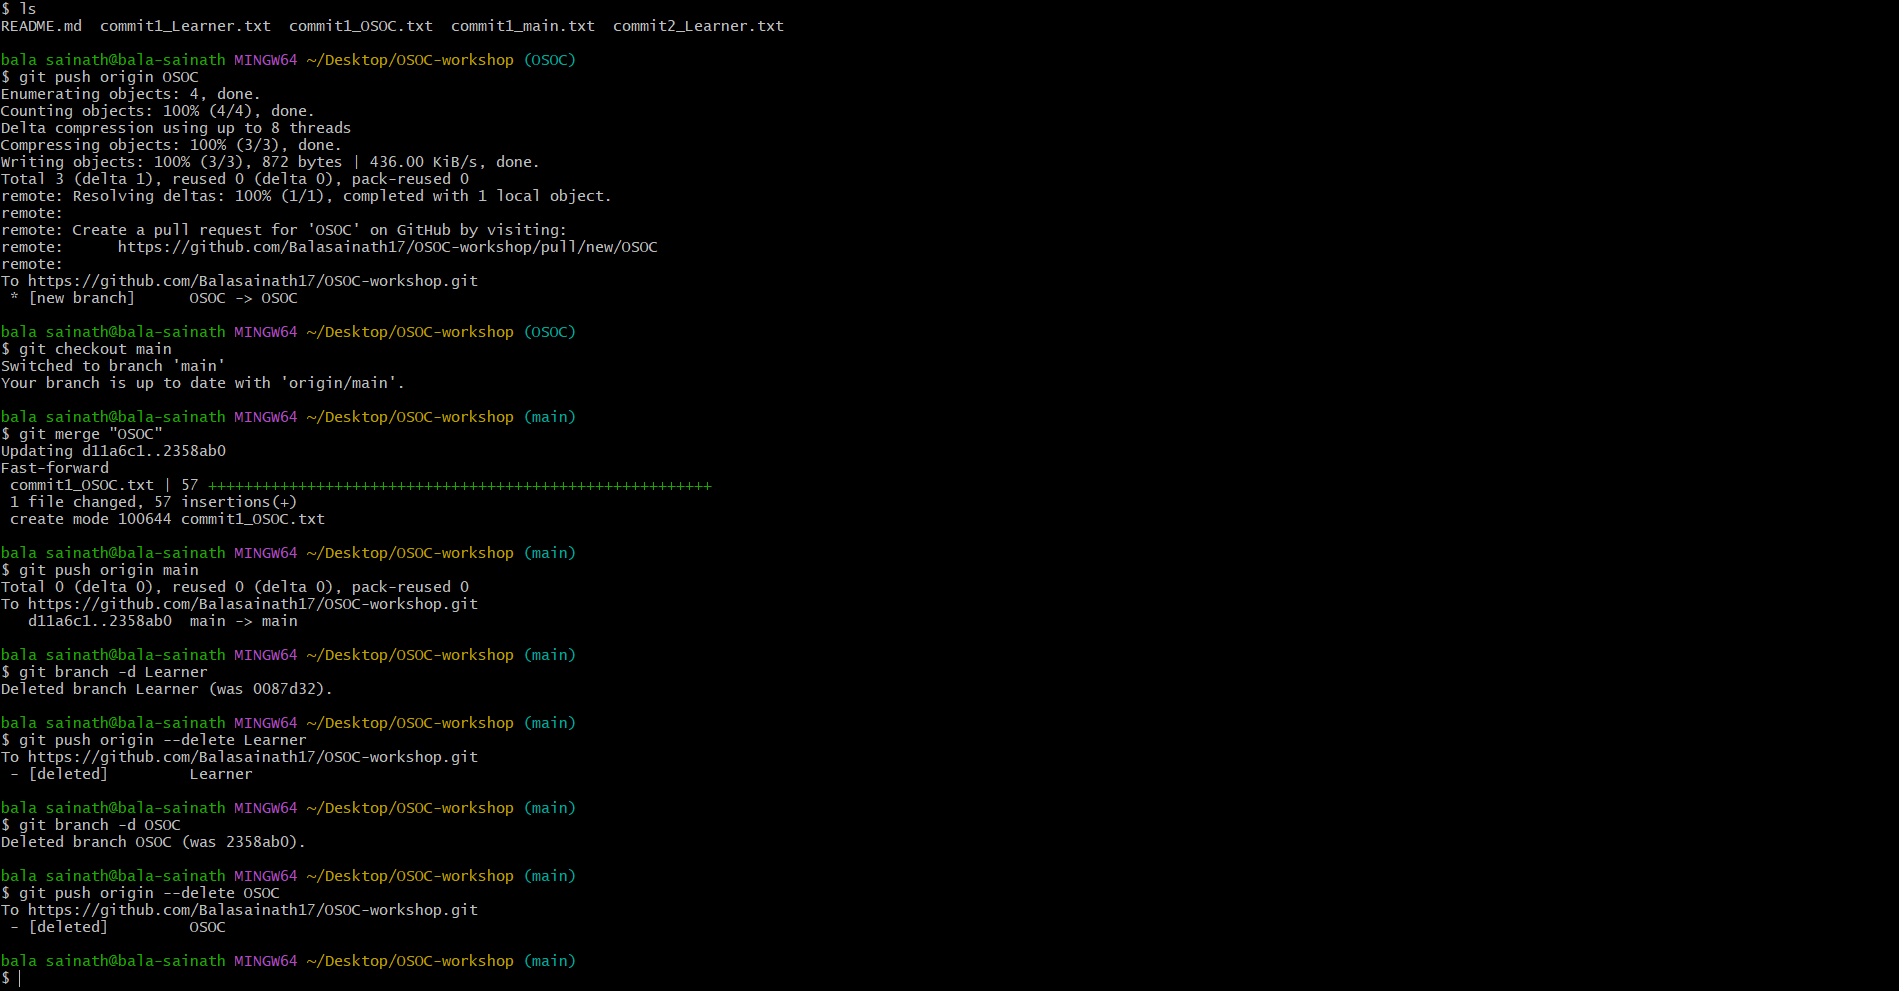 $ ls
README.md  commit1_Learner.txt  commit1_OSOC.txt  commit1_main.txt  commit2_Learner.txt
bala sainath@bala-sainath MINGW64 ~/Desktop/OSOC-workshop (OSOC)
$ git push origin OSOC
Enumerating objects: 4, done.
Counting objects: 100% (4/4), done.
Delta compression using up to 8 threads
Compressing objects: 100% (3/3), done.
Writing objects: 100% (3/3), 872 bytes | 436.00 KiB/s, done.
Total 3 (delta 1), reused 0 (delta 0), pack-reused 0
remote: Resolving deltas: 100% (1/1), completed with 1 local object.
remote:
remote: Create a pull request for 'OSOC' on GitHub by visiting:
remote:      https://github.com/Balasainath17/OSOC-workshop/pull/new/OSOC
remote:
To https://github.com/Balasainath17/OSOC-workshop.git
 * [new branch]      OSOC -> OSOC
bala sainath@bala-sainath MINGW64 ~/Desktop/OSOC-workshop (OSOC)
$ git checkout main
Switched to branch 'main'
Your branch is up to date with 'origin/main'.
bala sainath@bala-sainath MINGW64 ~/Desktop/OSOC-workshop (main)
$ git merge "OSOC"
Updating d11a6c1..2358ab0
Fast-forward
 commit1_OSOC.txt | 57 ++++++++++++++++++++++++++++++++++++++++++++++++++++++++
 1 file changed, 57 insertions(+)
 create mode 100644 commit1_OSOC.txt
bala sainath@bala-sainath MINGW64 ~/Desktop/OSOC-workshop (main)
$ git push origin main
Total 0 (delta 0), reused 0 (delta 0), pack-reused 0
To https://github.com/Balasainath17/OSOC-workshop.git
   d11a6c1..2358ab0  main -> main
bala sainath@bala-sainath MINGW64 ~/Desktop/OSOC-workshop (main)
$ git branch -d Learner
Deleted branch Learner (was 0087d32).
bala sainath@bala-sainath MINGW64 ~/Desktop/OSOC-workshop (main)
$ git push origin --delete Learner
To https://github.com/Balasainath17/OSOC-workshop.git
 - [deleted]         Learner
bala sainath@bala-sainath MINGW64 ~/Desktop/OSOC-workshop (main)
$ git branch -d OSOC
Deleted branch OSOC (was 2358ab0).
bala sainath@bala-sainath MINGW64 ~/Desktop/OSOC-workshop (main)
$ git push origin --delete OSOC
To https://github.com/Balasainath17/OSOC-workshop.git
 - [deleted]         OSOC
bala sainath@bala-sainath MINGW64 ~/Desktop/OSOC-workshop (main)
$